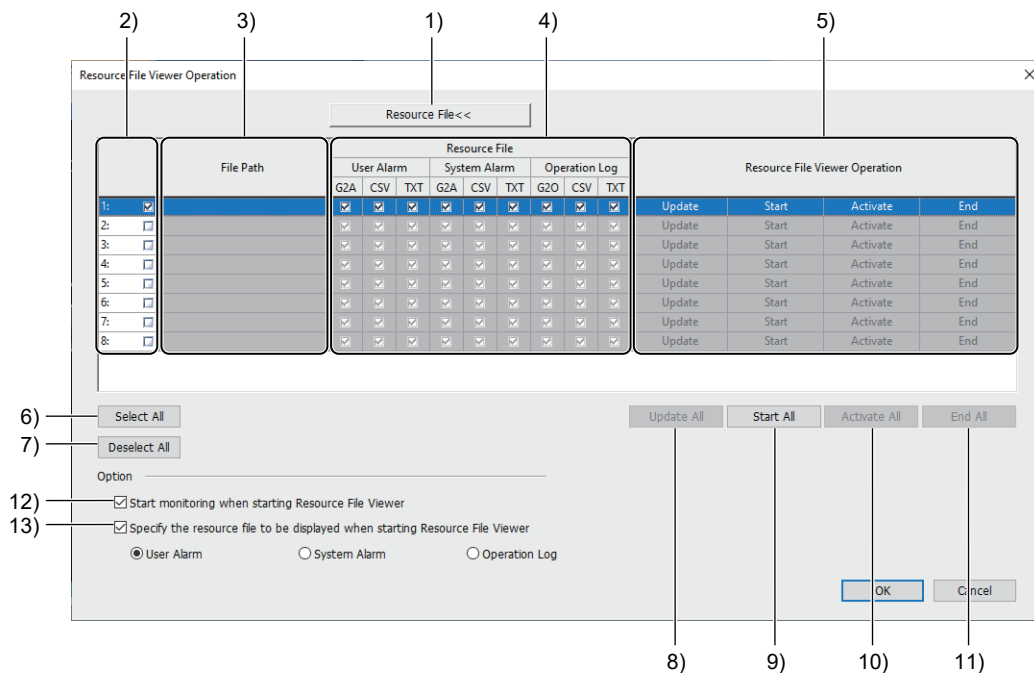 2) 3) 1) 4) 5)
Resource File Viewer Operation
Resource File<<
File Path
Resource File
Resource File Viewer Operation
User Alarm System Alarm Operation Log
G2A CSV TXT G2A CSV TXT G2O CSV TXT
1: Update Start Activate End
2: Update Start Activate End
3: Update Start Activate End
4: Update Start Activate End
5: Update Start Activate End
6: Update Start Activate End
7: Update Start Activate End
8: Update Start Activate End
6) Select All Update All Start All Activate All End All
7) Deselect All
Option
12) Start monitoring when starting Resource File Viewer
13) Specify the resource file to be displayed when starting Resource File Viewer
User Alarm System Alarm Operation Log
OK Cancel
8) 9) 10) 11)